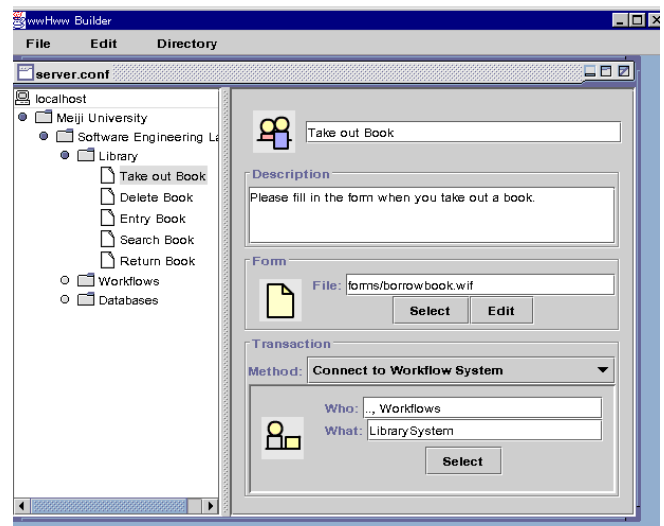 wwHww Builder
File Edit Directory
server.conf
localhost
Meiji University
Software Engineering La
Library
Take out Book
Delete Book
Entry Book
Search Book
Return Book
Workflows
Databases
Take out Book
Description
Please fill in the form when you take out a book.
Form
File: forms/borrowbook.wif
Select Edit
Transaction
Method: Connect to Workflow System
Who: .., Workflows
What: LibrarySystem
Select